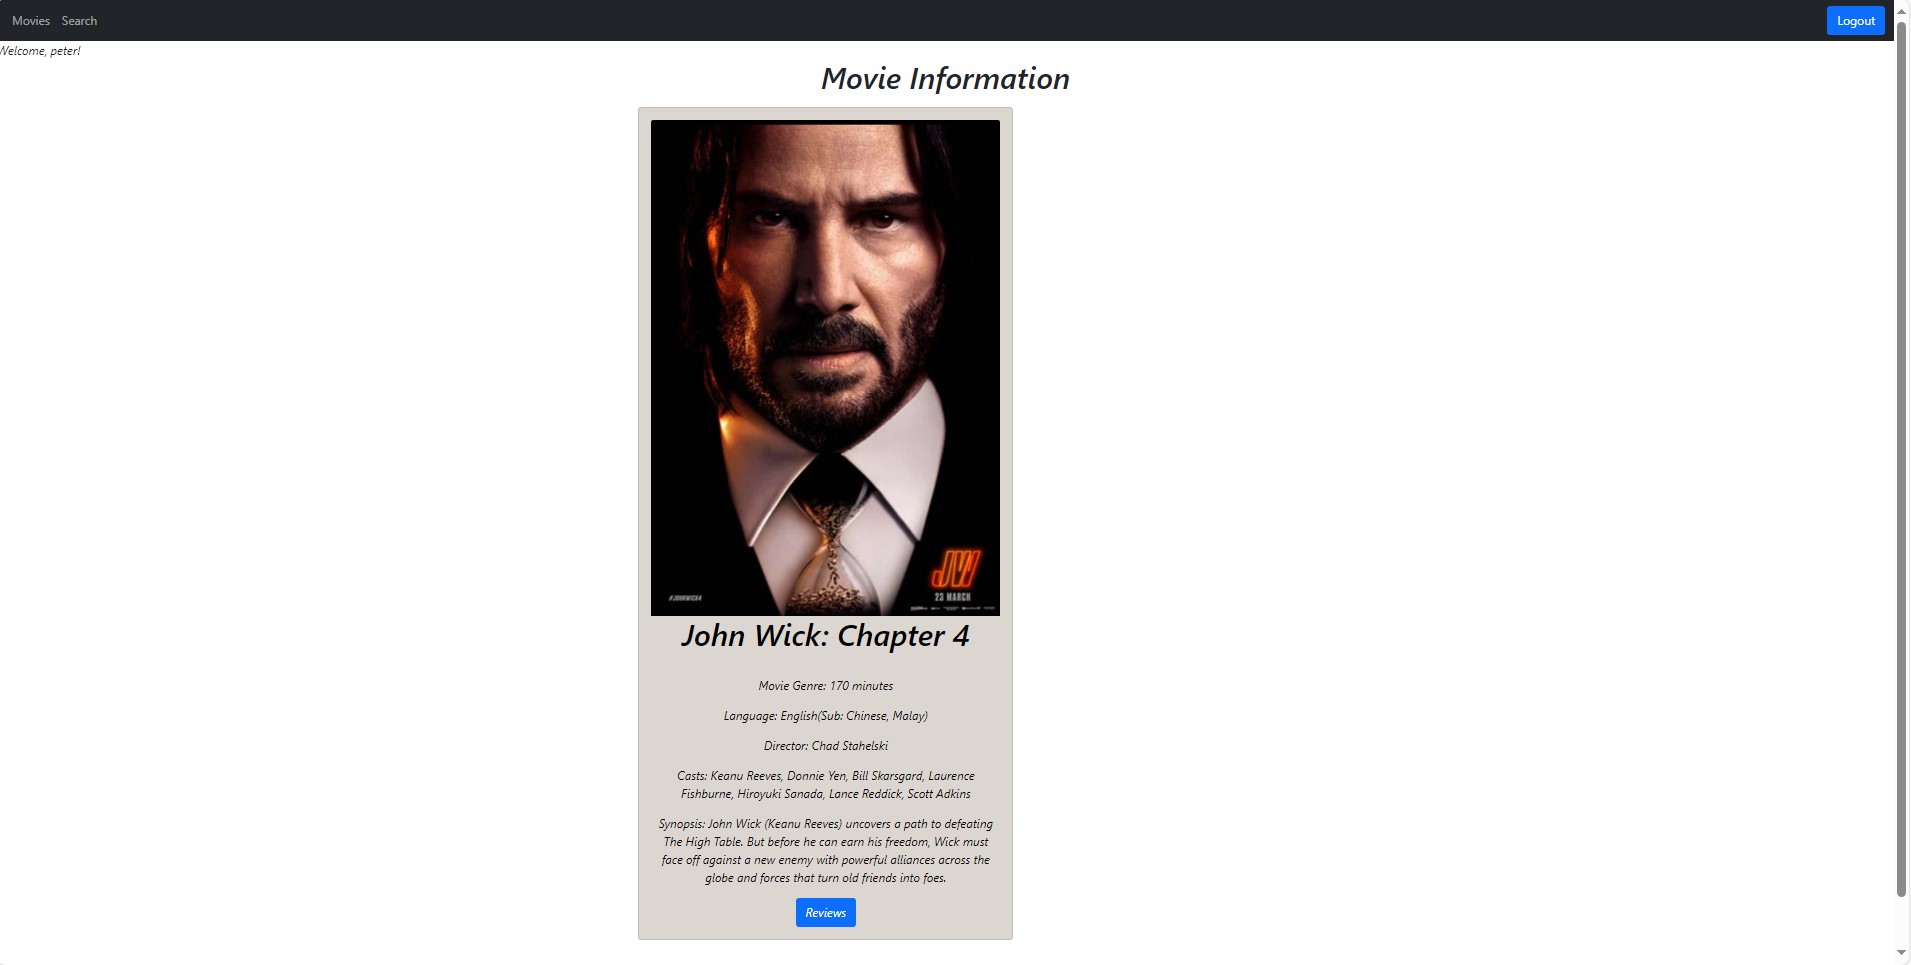 Movies Search Logout
Welcome, peter!
Movie Information
#JOHNWICK4
JW
23 MARCH
John Wick: Chapter 4
Movie Genre: 170 minutes
Language: English(Sub: Chinese, Malay)
Director: Chad Stahelski
Casts: Keanu Reeves, Donnie Yen, Bill Skarsgard, Laurence
Fishburne, Hiroyuki Sanada, Lance Reddick, Scott Adkins
Synopsis: John Wick (Keanu Reeves) uncovers a path to defeating
The High Table. But before he can earn his freedom, Wick must
face off against a new enemy with powerful alliances across the
globe and forces that turn old friends into foes.
Reviews